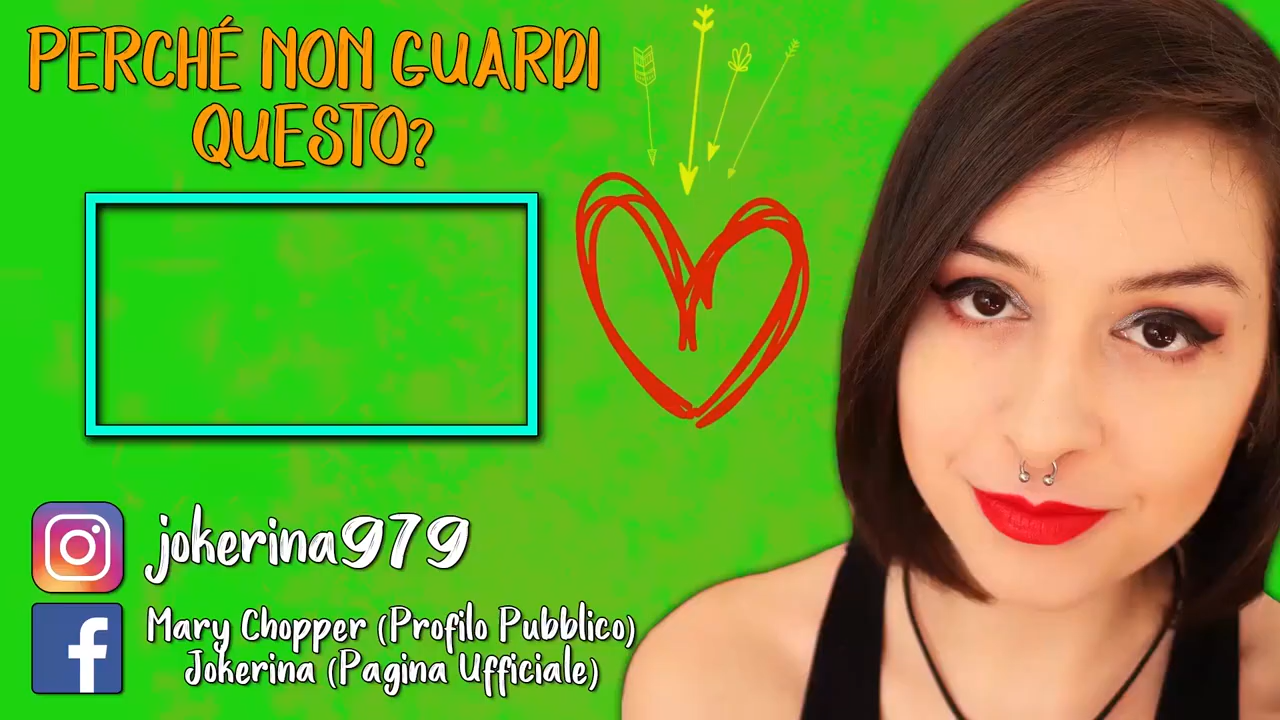 PERCHÉ NON GUARDI
QUESTO?
jokerina979
Mary Chopper (Profilo Pubblico)
Jokerina (Pagina Ufficiale)